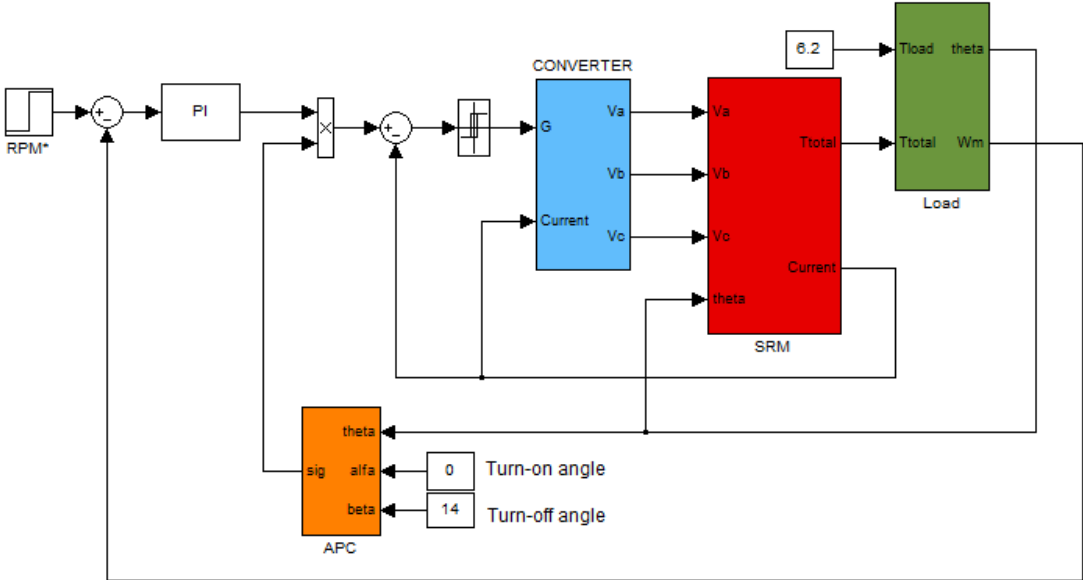 RPM*
+
-
PI
×
+
-
CONVERTER
G
Current
Va
Vb
Vc
Va
Vb
Vc
theta
Ttotal
Current
SRM
6.2
Tload
theta
Ttotal
Wm
Load
theta
sig
alfa
beta
APC
0
Turn-on angle
14
Turn-off angle